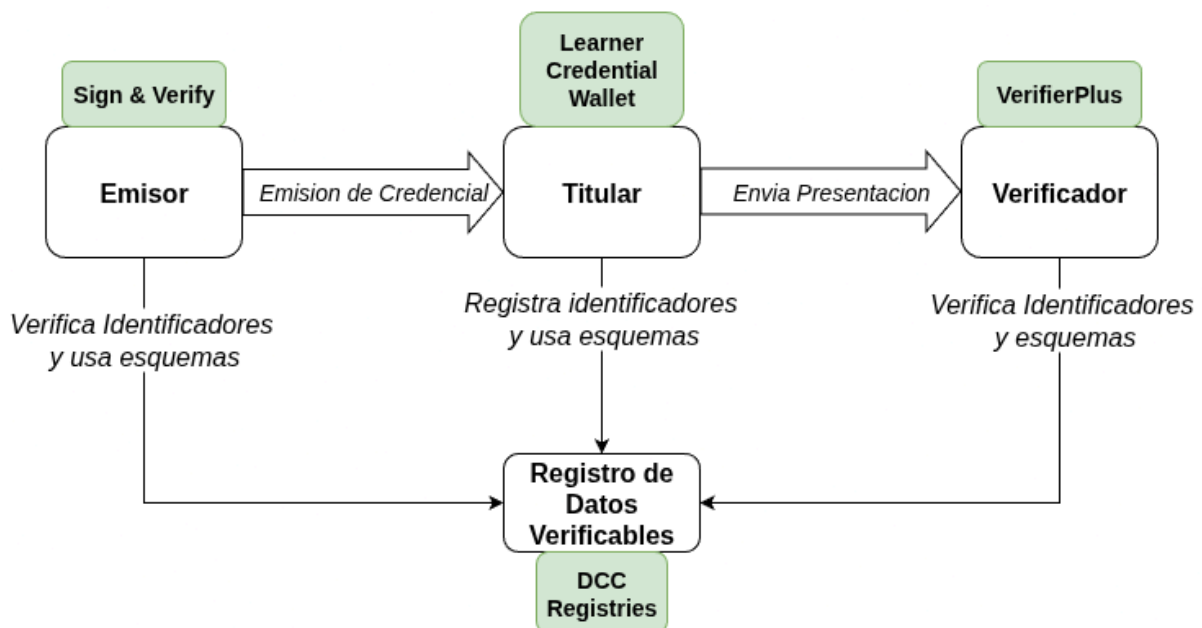 Learner
Credential
Wallet
Sign & Verify
VerifierPlus
Emisor
Emision de Credencial
Titular
Envia Presentacion
Verificador
Verifica Identificadores
y usa esquemas
Registra identificadores
y usa esquemas
Verifica Identificadores
y esquemas
Registro de
Datos
Verificables
DCC
Registries